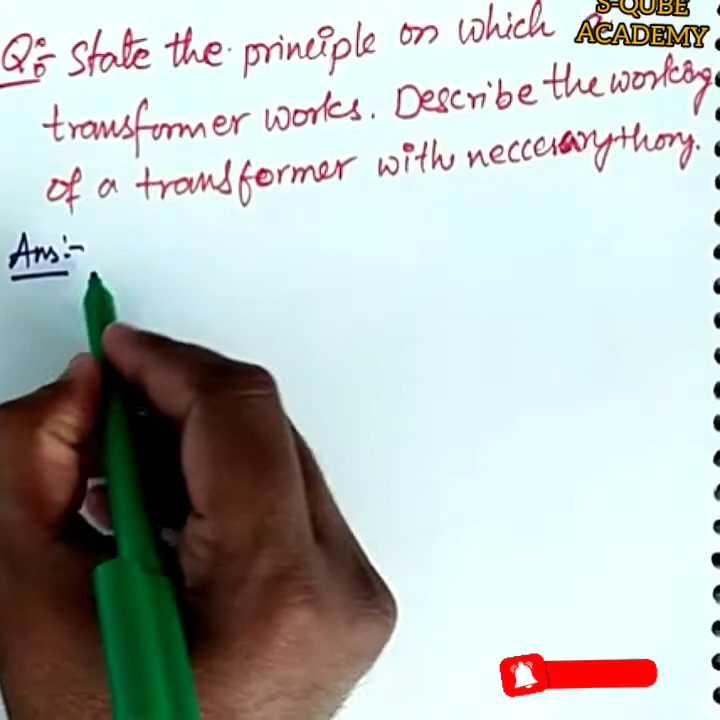 S-QUBE
ACADEMY
Q:- State the principle on which
transformer works. Describe the working
of a transformer with neccesary thory.
Ans:-